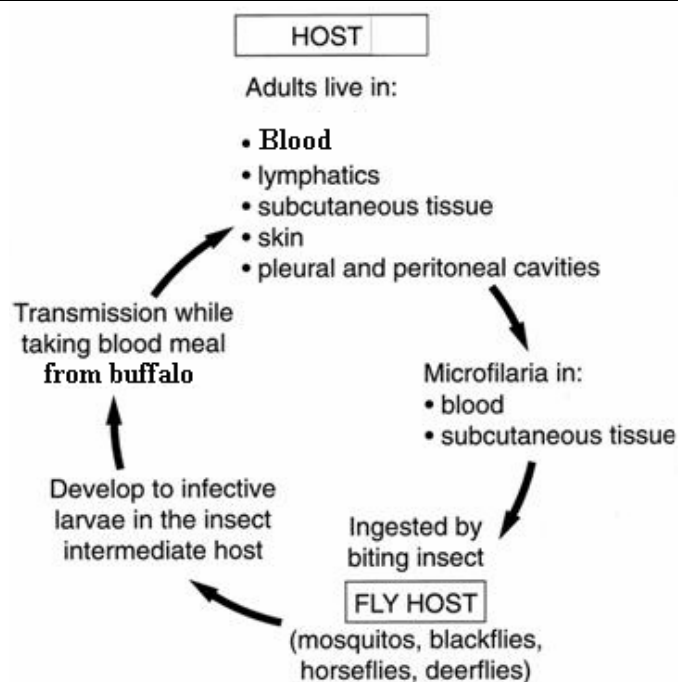 HOST
Adults live in:
• Blood
• lymphatics
• subcutaneous tissue
• skin
• pleural and peritoneal cavities
Microfilaria in:
• blood
• subcutaneous tissue
Ingested by
biting insect
FLY HOST
(mosquitos, blackflies,
horseflies, deerflies)
Develop to infective
larvae in the insect
intermediate host
Transmission while
taking blood meal
from buffalo